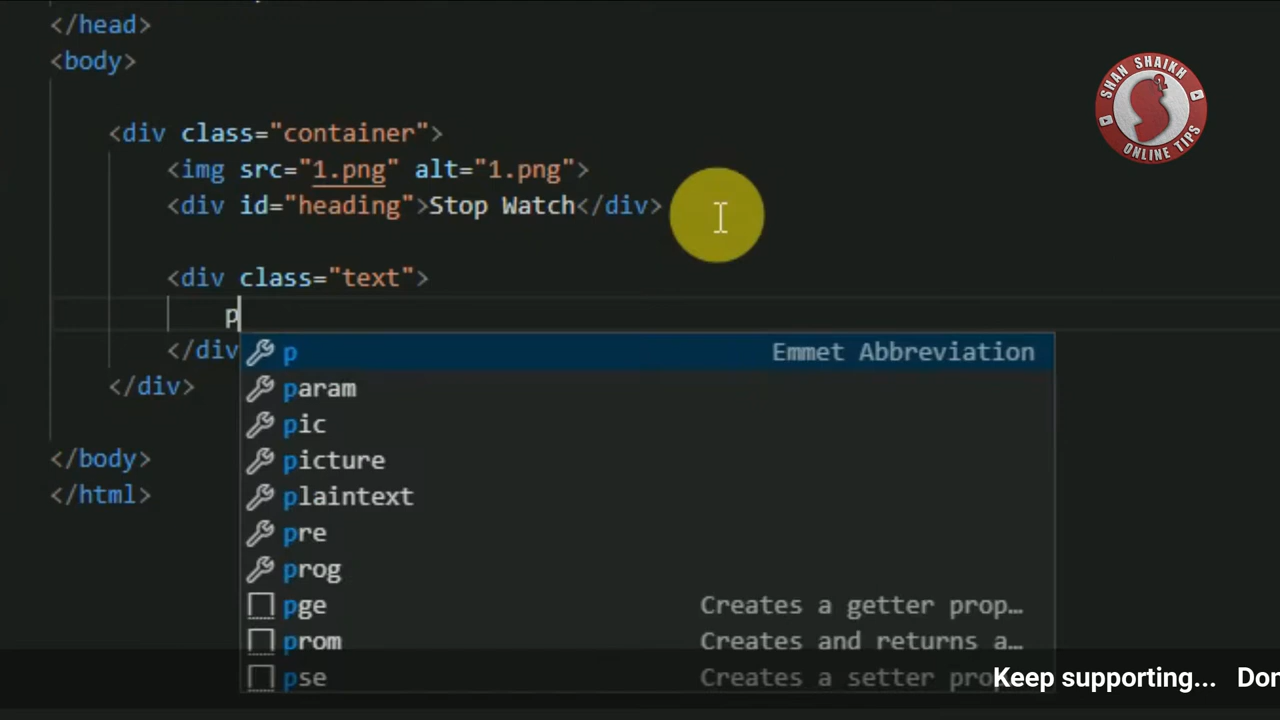 </head>
<body>
<div class="container">
<img src="1.png" alt="1.png">
<div id="heading">Stop Watch</div>
<div class="text">
p
</div
</div>
</body>
</html>
p Emmet Abbreviation
param
pic
picture
plaintext
pre
prog
pge Creates a getter prop…
prom Creates and returns a…
pse Creates a setter pro
SHAN SHAIKH
ONLINE TIPS
Keep supporting... Don